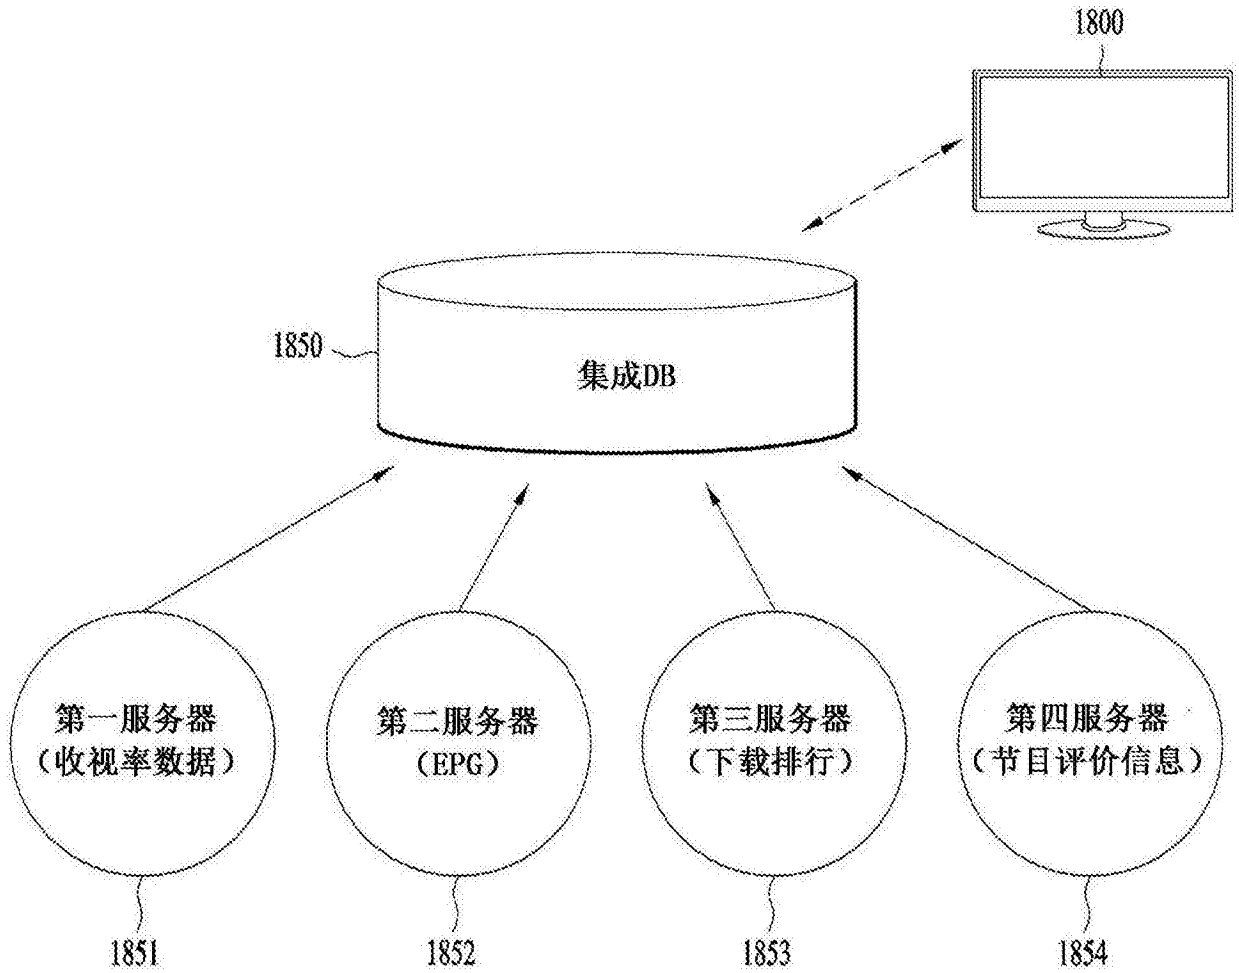 1800
1850
集成DB
第一服务器
(收视率数据)
第二服务器
(EPG)
第三服务器
(下载排行)
第四服务器
(节目评价信息)
1851
1852
1853
1854